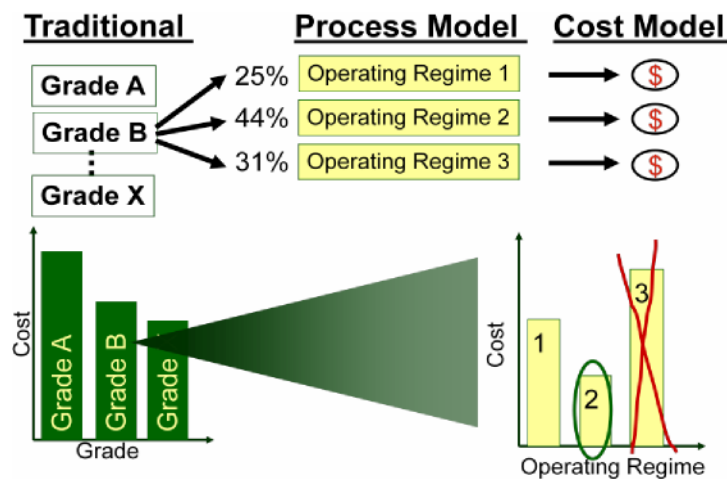 Traditional
Process Model
Cost Model
Grade A
25%
Operating Regime 1
$
Grade B
44%
Operating Regime 2
$
31%
Operating Regime 3
$
Grade X
Cost
Grade A
Grade B
Grade
Grade
Cost
1
2
3
Operating Regime